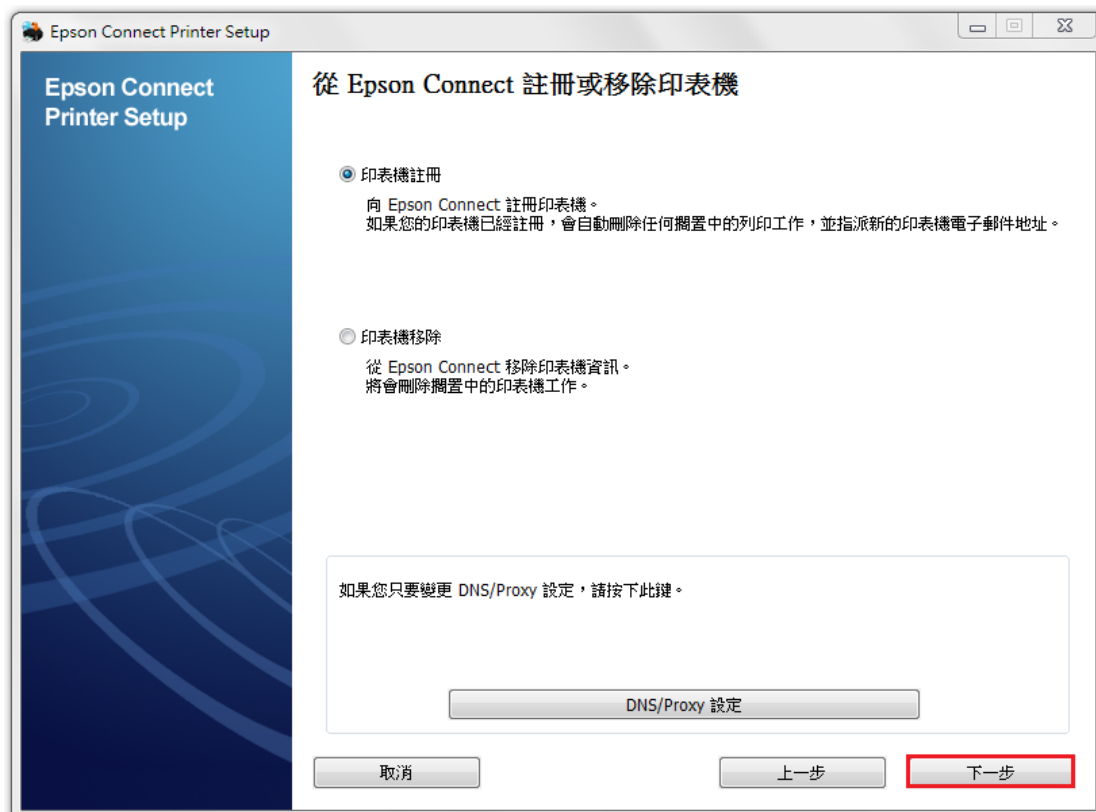 Epson Connect Printer Setup
Epson Connect
Printer Setup
從 Epson Connect 註冊或移除印表機
印表機註冊
向 Epson Connect 註冊印表機。
如果您的印表機已經註冊，會自動刪除任何擱置中的列印工作，並指派新的印表機電子郵件地址。
印表機移除
從 Epson Connect 移除印表機資訊。
將會刪除擱置中的印表機工作。
如果您只要變更 DNS/Proxy 設定，請按下此鍵。
DNS/Proxy 設定
取消
上一步
下一步